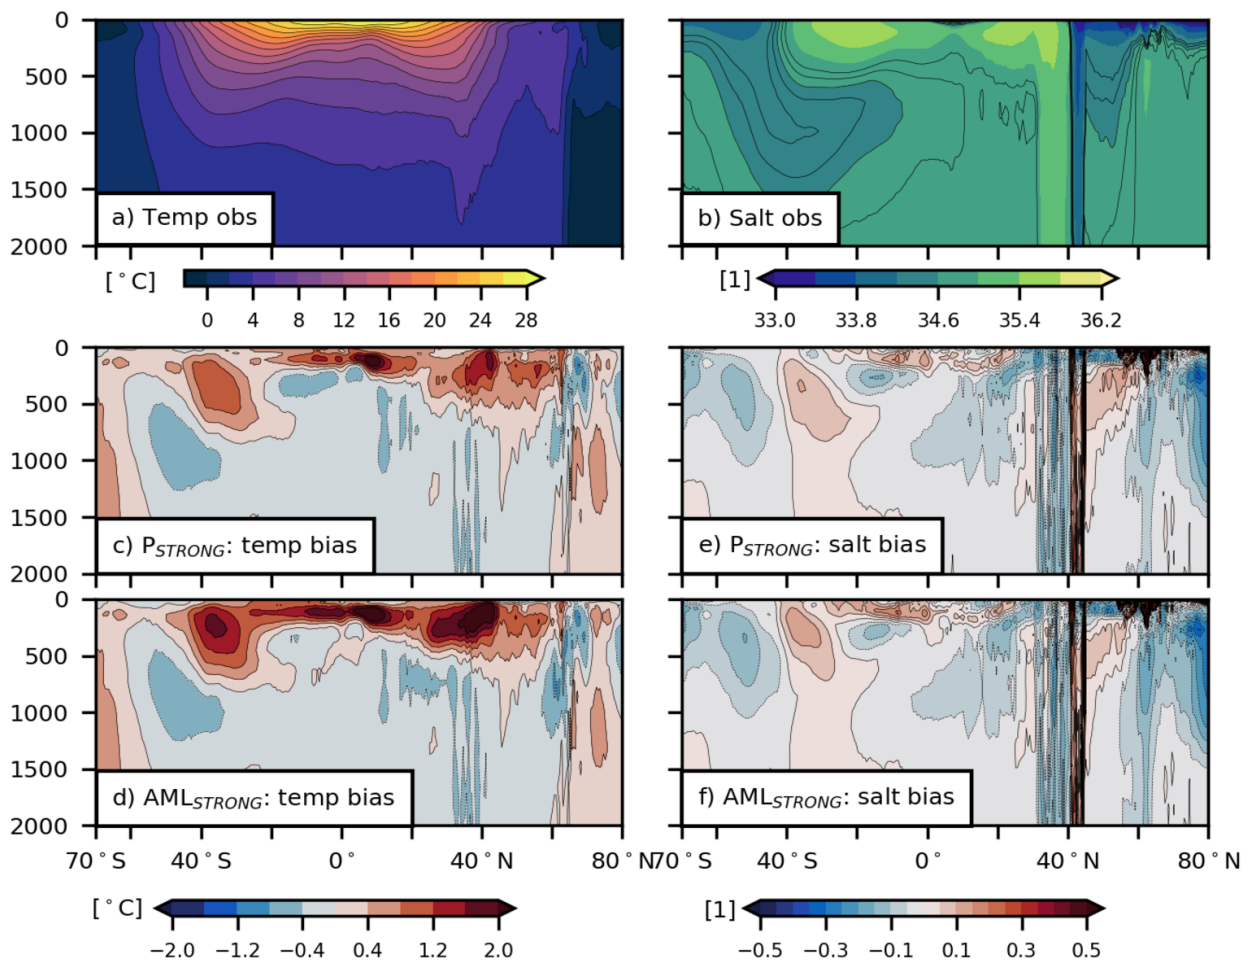 0
500
1000
1500
2000
a) Temp obs
b) Salt obs
[°C]
0 4 8 12 16 20 24 28
[1]
33.0 33.8 34.6 35.4 36.2
0
500
1000
1500
2000
c) P_STRONG: temp bias
e) P_STRONG: salt bias
0
500
1000
1500
2000
d) AML_STRONG: temp bias
f) AML_STRONG: salt bias
70°S 40°S 0° 40°N 80°N
70°S 40°S 0° 40°N 80°N
[°C]
−2.0 −1.2 −0.4 0.4 1.2 2.0
[1]
−0.5 −0.3 −0.1 0.1 0.3 0.5